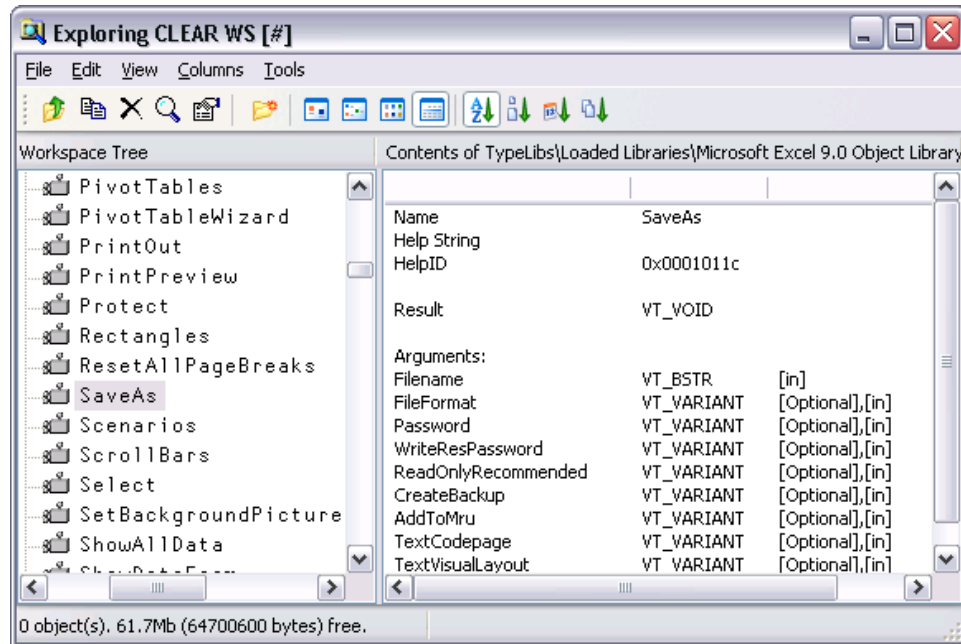 Exploring CLEAR WS [#]
File Edit View Columns Tools
Workspace Tree
PivotTables
PivotTableWizard
PrintOut
PrintPreview
Protect
Rectangles
ResetAllPageBreaks
SaveAs
Scenarios
ScrollBars
Select
SetBackgroundPicture
ShowAllData
Contents of TypeLibs\Loaded Libraries\Microsoft Excel 9.0 Object Library
Name SaveAs
Help String
HelpID 0x0001011c
Result VT_VOID
Arguments:
Filename VT_BSTR [in]
FileFormat VT_VARIANT [Optional],[in]
Password VT_VARIANT [Optional],[in]
WriteResPassword VT_VARIANT [Optional],[in]
ReadOnlyRecommended VT_VARIANT [Optional],[in]
CreateBackup VT_VARIANT [Optional],[in]
AddToMru VT_VARIANT [Optional],[in]
TextCodepage VT_VARIANT [Optional],[in]
TextVisualLayout VT_VARIANT [Optional],[in]
0 object(s). 61.7Mb (64700600 bytes) free.